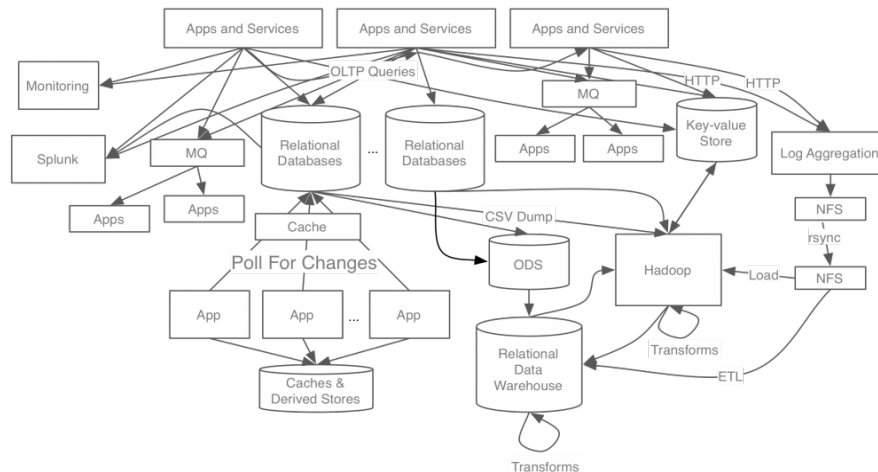 Apps and Services
Apps and Services
Apps and Services
OLTP Queries
HTTP
HTTP
Monitoring
MQ
Key-value
Store
Splunk
MQ
Relational
Databases
...
Relational
Databases
Apps
Apps
Log Aggregation
Apps
Apps
Cache
CSV Dump
NFS
rsync
Poll For Changes
ODS
Hadoop
Load
NFS
App
App
...
App
Transforms
Relational
Data
Warehouse
ETL
Caches &
Derived Stores
Transforms